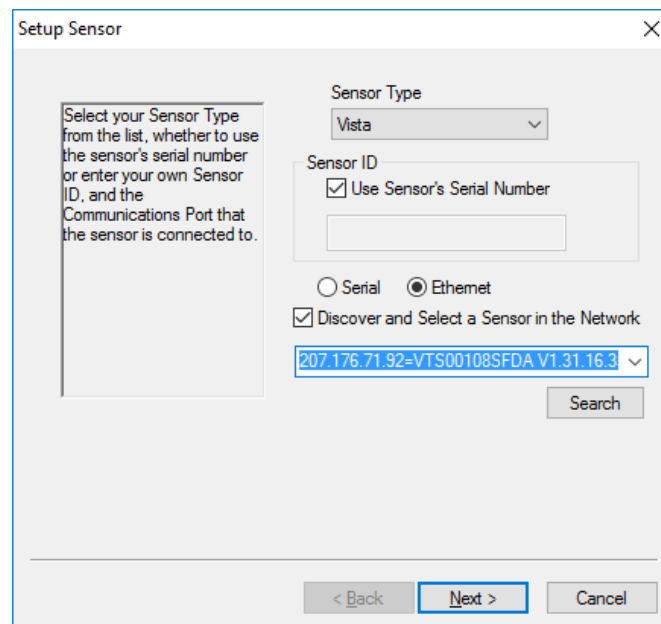 Setup Sensor
Select your Sensor Type
from the list, whether to use
the sensor's serial number
or enter your own Sensor
ID, and the
Communications Port that
the sensor is connected to.
Sensor Type
Vista
Sensor ID
Use Sensor's Serial Number
Serial
Ethernet
Discover and Select a Sensor in the Network
207.176.71.92=VTS00108SFDA V1.31.16.3
Search
< Back
Next >
Cancel